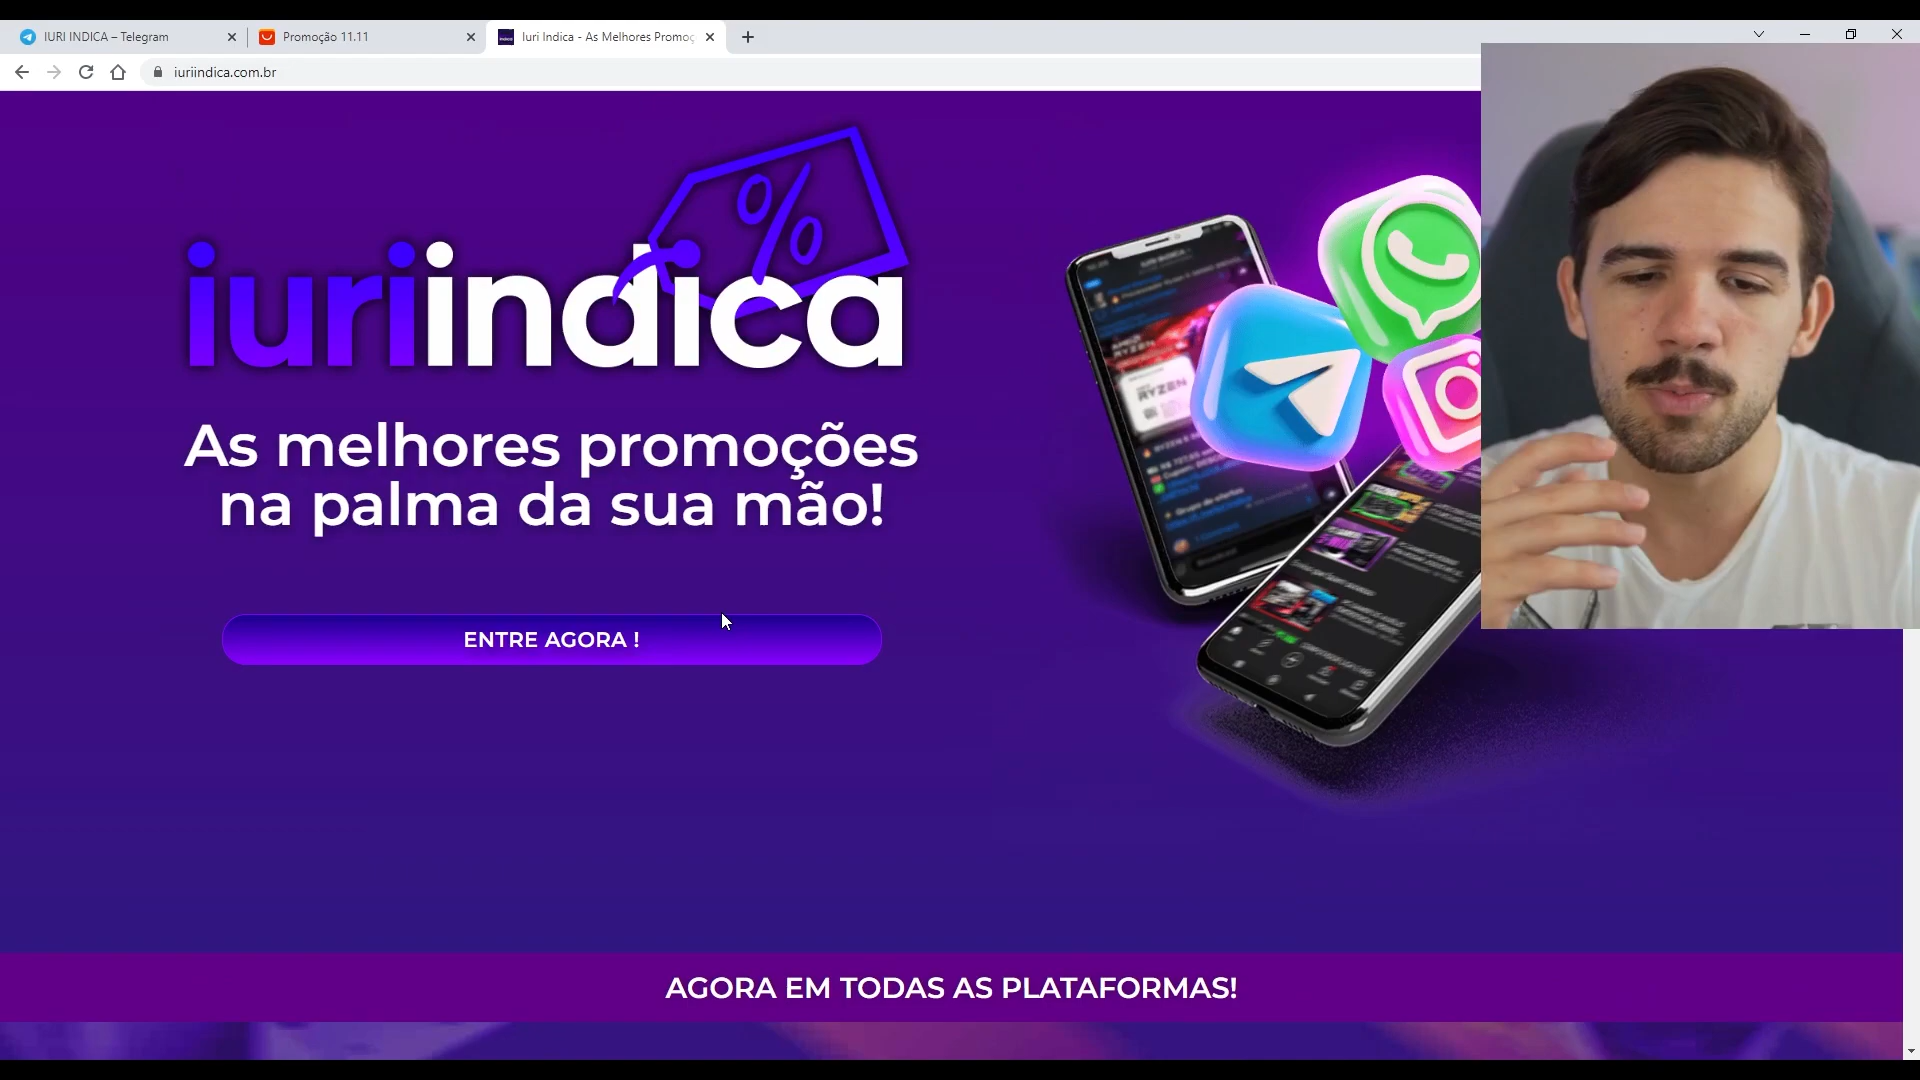 IURI INDICA – Telegram
Promoção 11.11
Iuri Indica - As Melhores Promoç
iuriindica.com.br
%
iuriindica
As melhores promoções
na palma da sua mão!
ENTRE AGORA !
RYZEN
AGORA EM TODAS AS PLATAFORMAS!